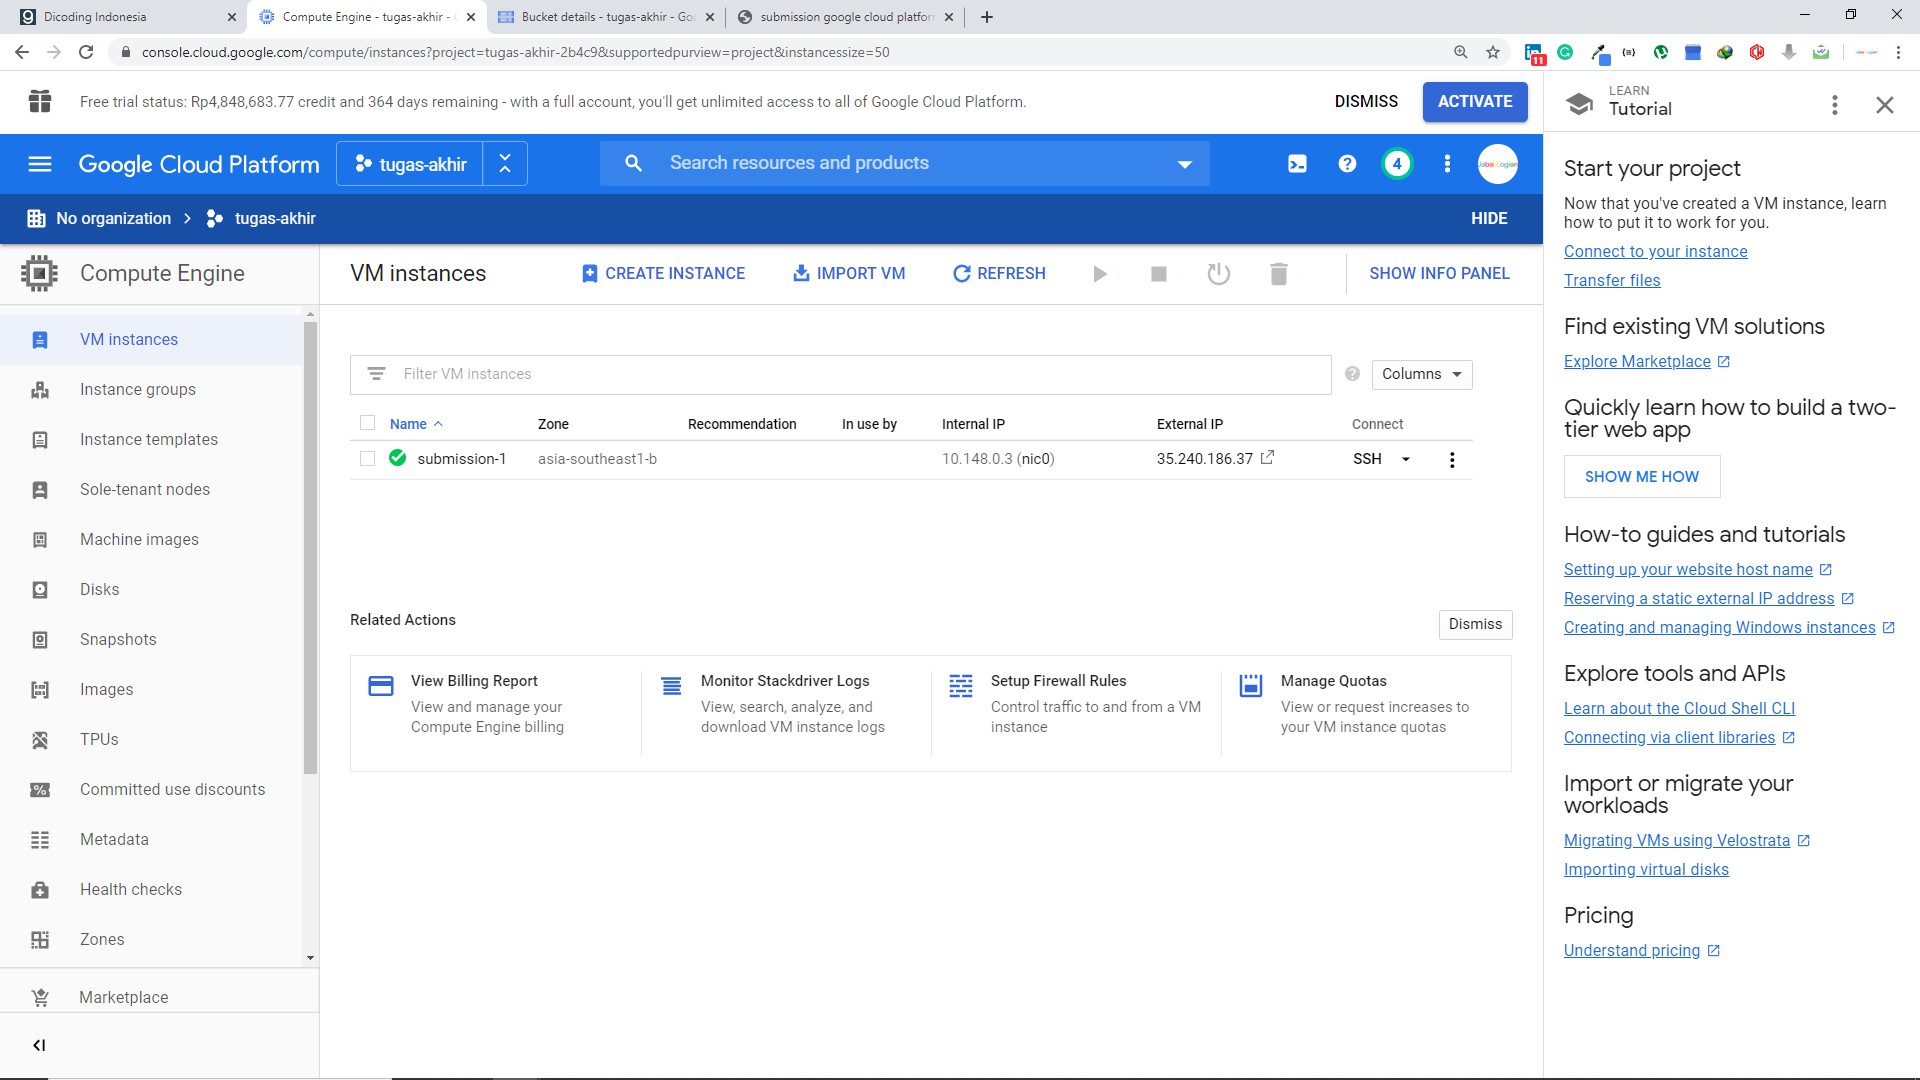 Dicoding Indonesia
Compute Engine - tugas-akhir -
Bucket details - tugas-akhir - Go
submission google cloud platfor
console.cloud.google.com/compute/instances?project=tugas-akhir-2b4c9&supportedpurview=project&instancessize=50
11
Free trial status: Rp4,848,683.77 credit and 364 days remaining - with a full account, you'll get unlimited access to all of Google Cloud Platform.
DISMISS
ACTIVATE
LEARN
Tutorial
Google Cloud Platform
tugas-akhir
Search resources and products
4
No organization
tugas-akhir
HIDE
Compute Engine
VM instances
CREATE INSTANCE
IMPORT VM
REFRESH
SHOW INFO PANEL
VM instances
Instance groups
Instance templates
Sole-tenant nodes
Machine images
Disks
Snapshots
Images
TPUs
Committed use discounts
Metadata
Health checks
Zones
Marketplace
Filter VM instances
Columns
Name Zone Recommendation In use by Internal IP External IP Connect
submission-1 asia-southeast1-b 10.148.0.3 (nic0) 35.240.186.37 SSH
Related Actions
Dismiss
View Billing Report
View and manage your
Compute Engine billing
Monitor Stackdriver Logs
View, search, analyze, and
download VM instance logs
Setup Firewall Rules
Control traffic to and from a VM
instance
Manage Quotas
View or request increases to
your VM instance quotas
Start your project
Now that you've created a VM instance, learn
how to put it to work for you.
Connect to your instance
Transfer files
Find existing VM solutions
Explore Marketplace
Quickly learn how to build a two-
tier web app
SHOW ME HOW
How-to guides and tutorials
Setting up your website host name
Reserving a static external IP address
Creating and managing Windows instances
Explore tools and APIs
Learn about the Cloud Shell CLI
Connecting via client libraries
Import or migrate your
workloads
Migrating VMs using Velostrata
Importing virtual disks
Pricing
Understand pricing